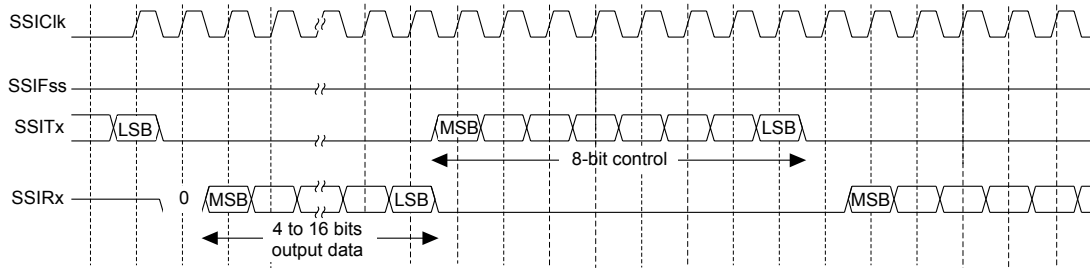 SSIClk
SSIFss
SSITx LSB MSB LSB
8-bit control
SSIRx 0 MSB LSB MSB
4 to 16 bits
output data